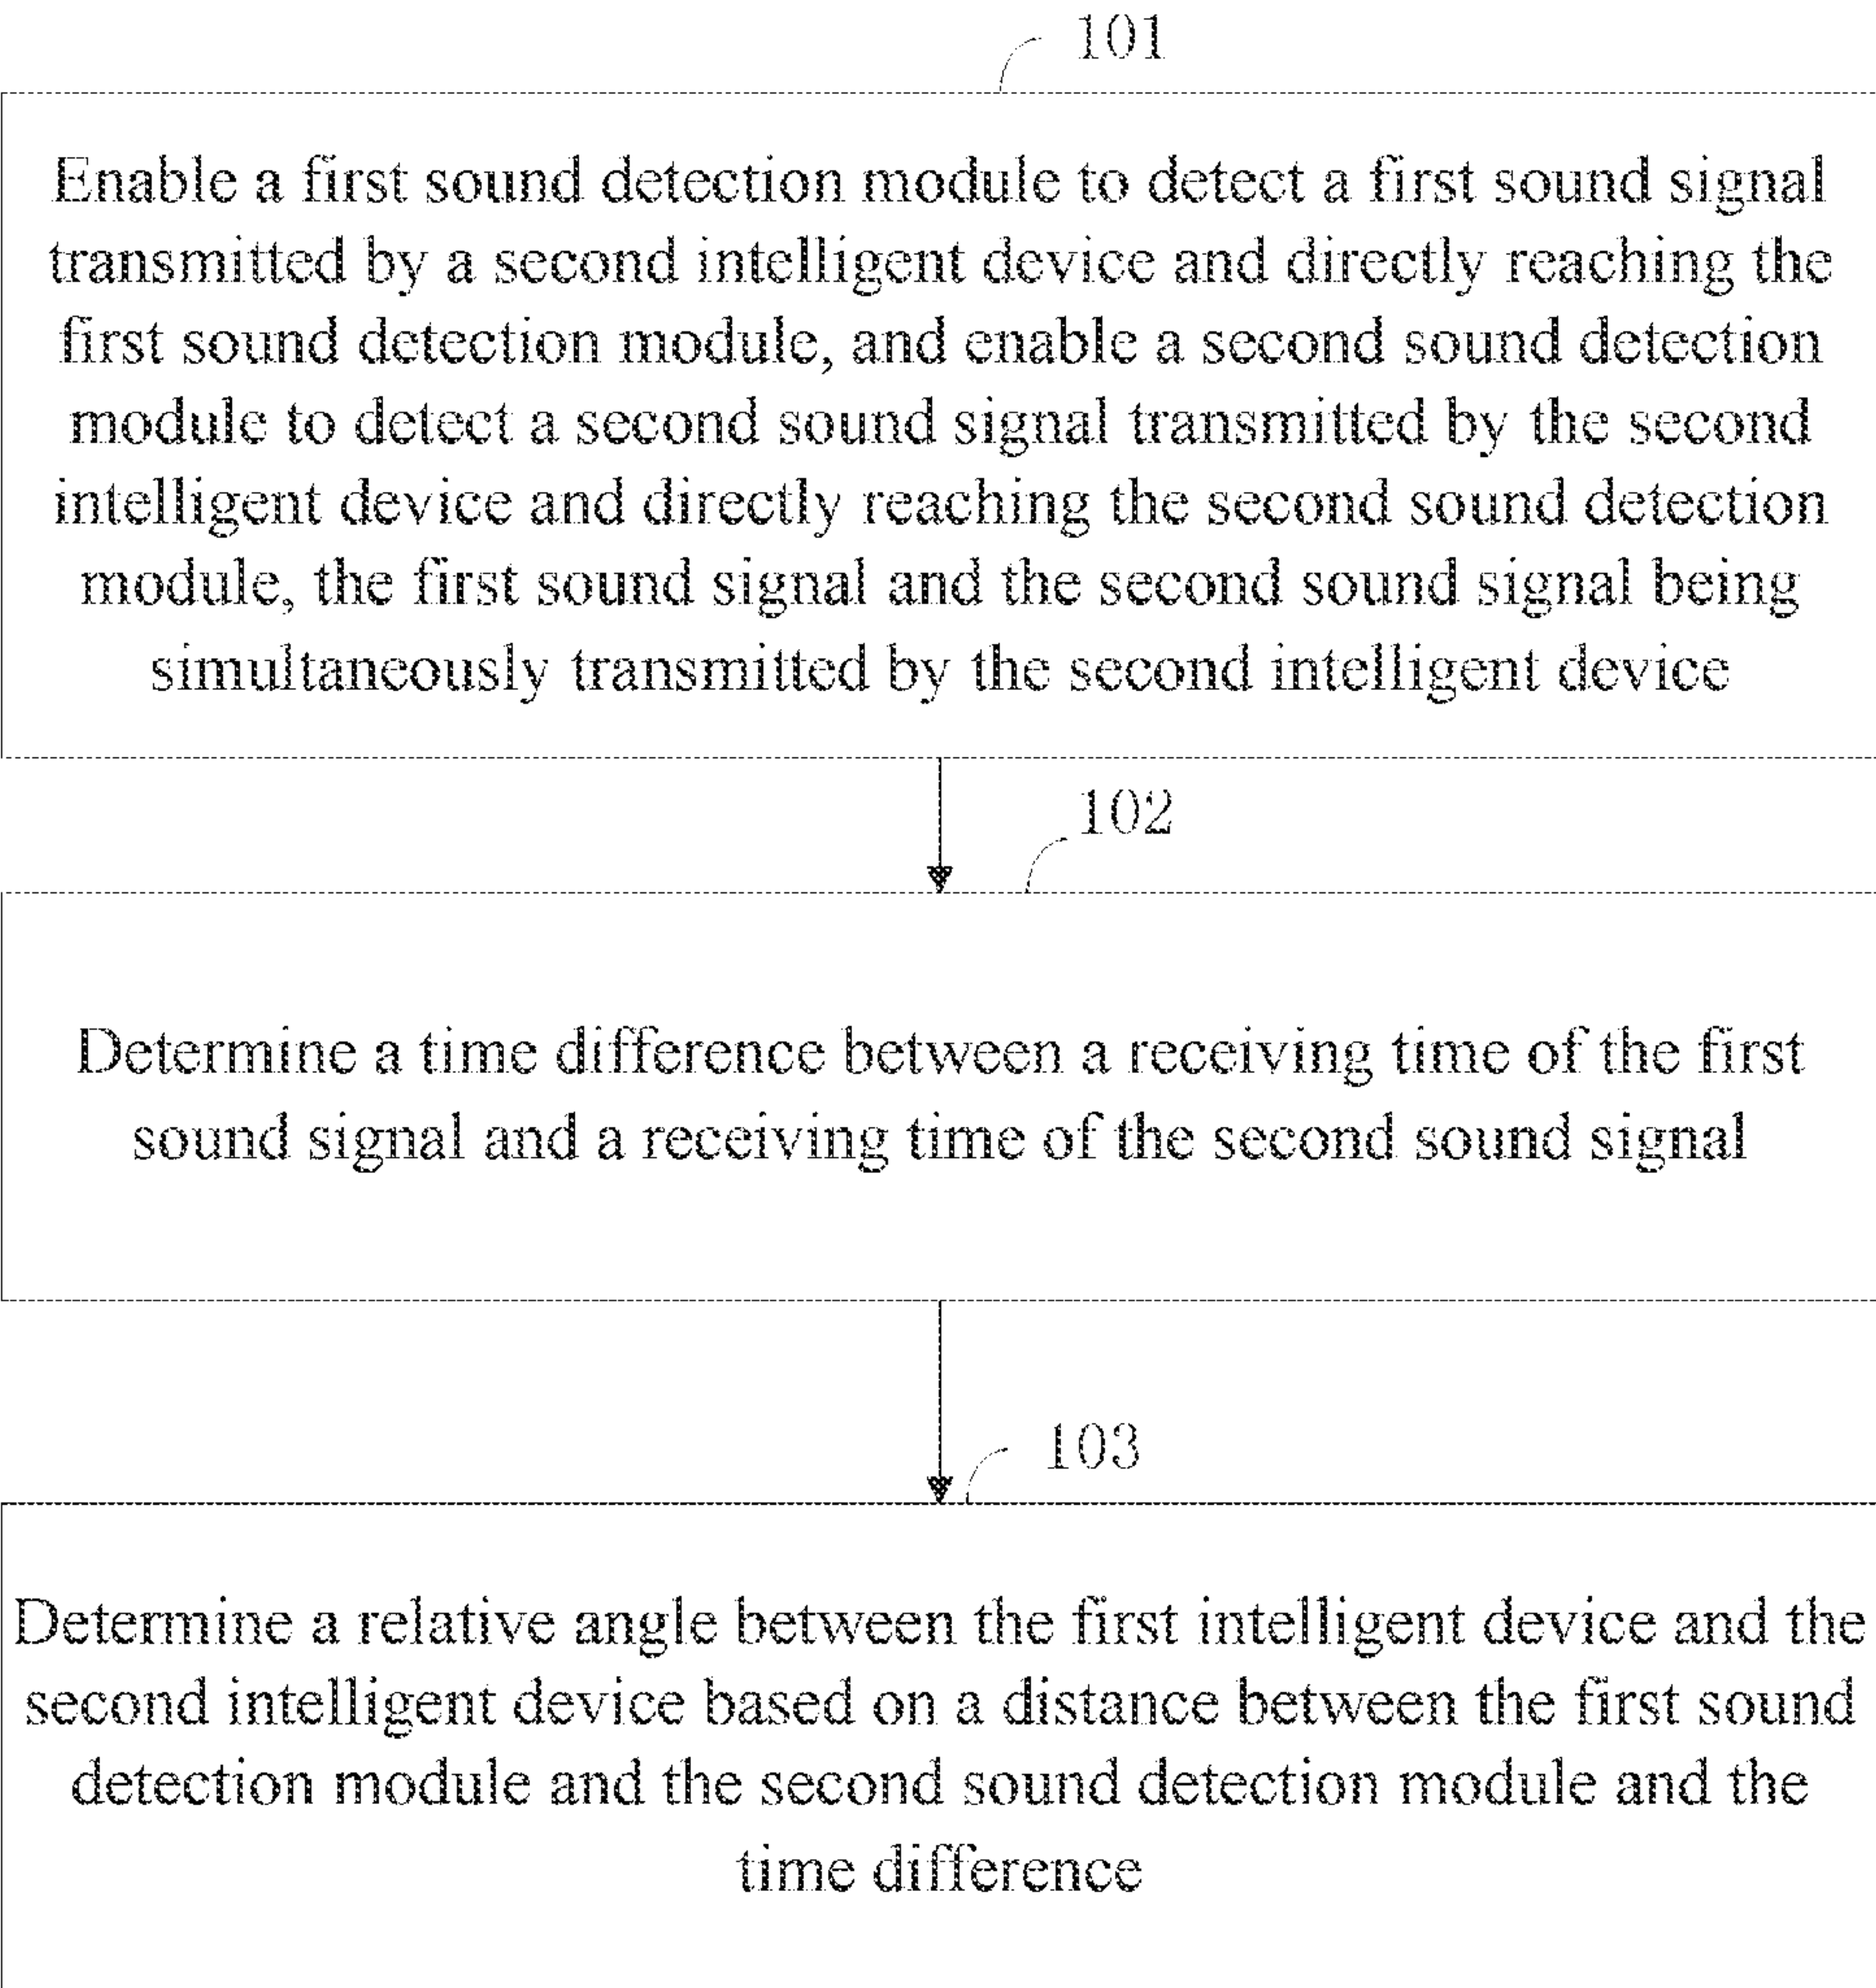 101
Enable a first sound detection module to detect a first sound signal
transmitted by a second intelligent device and directly reaching the
first sound detection module, and enable a second sound detection
module to detect a second sound signal transmitted by the second
intelligent device and directly reaching the second sound detection
module, the first sound signal and the second sound signal being
simultaneously transmitted by the second intelligent device
102
Determine a time difference between a receiving time of the first
sound signal and a receiving time of the second sound signal
103
Determine a relative angle between the first intelligent device and the
second intelligent device based on a distance between the first sound
detection module and the second sound detection module and the
time difference